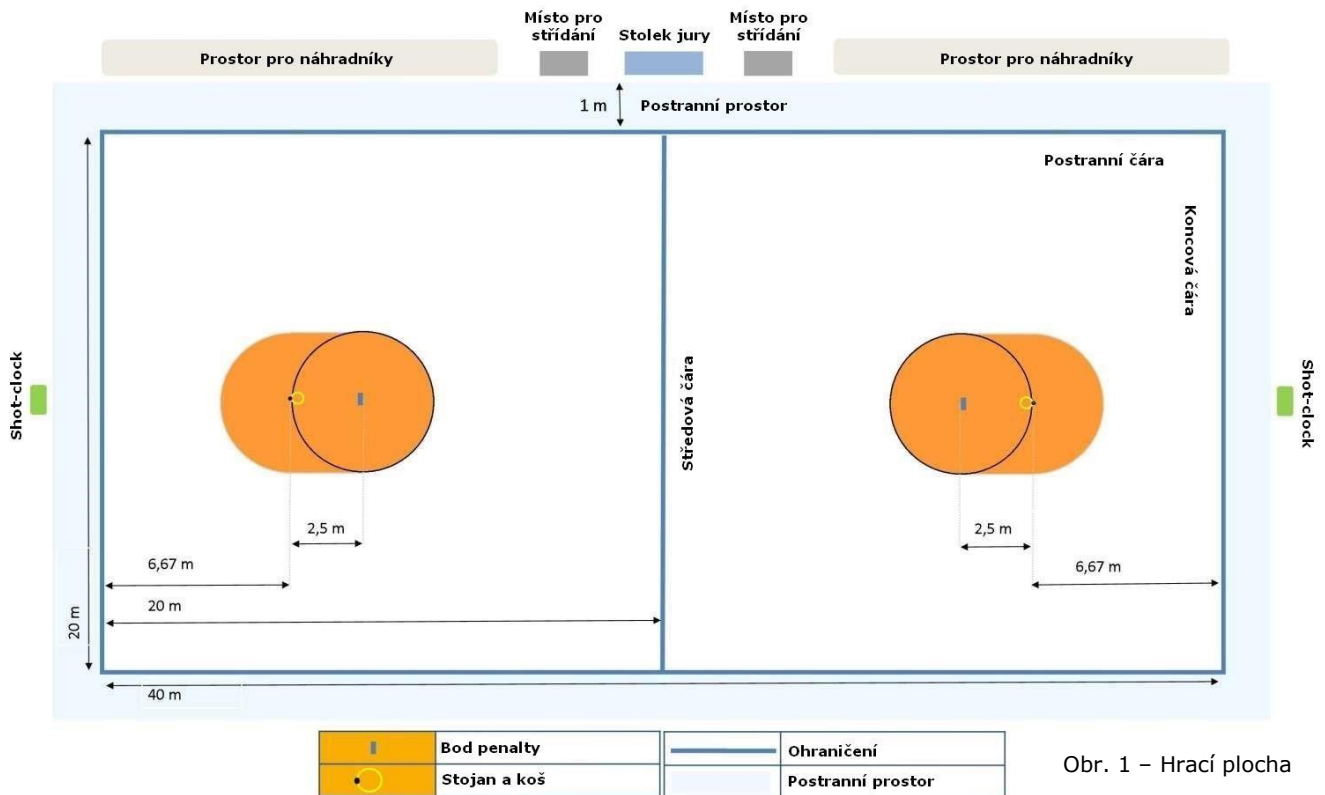 Místo pro
střídání
Stolek jury
Místo pro
střídání
Prostor pro náhradníky
Prostor pro náhradníky
1 m
Postranní prostor
Postranní čára
Koncová čára
Středová čára
Shot-clock
Shot-clock
2,5 m
2,5 m
6,67 m
6,67 m
20 m
20 m
40 m
Bod penalty
Ohraničení
Stojan a koš
Postranní prostor
Obr. 1 – Hrací plocha